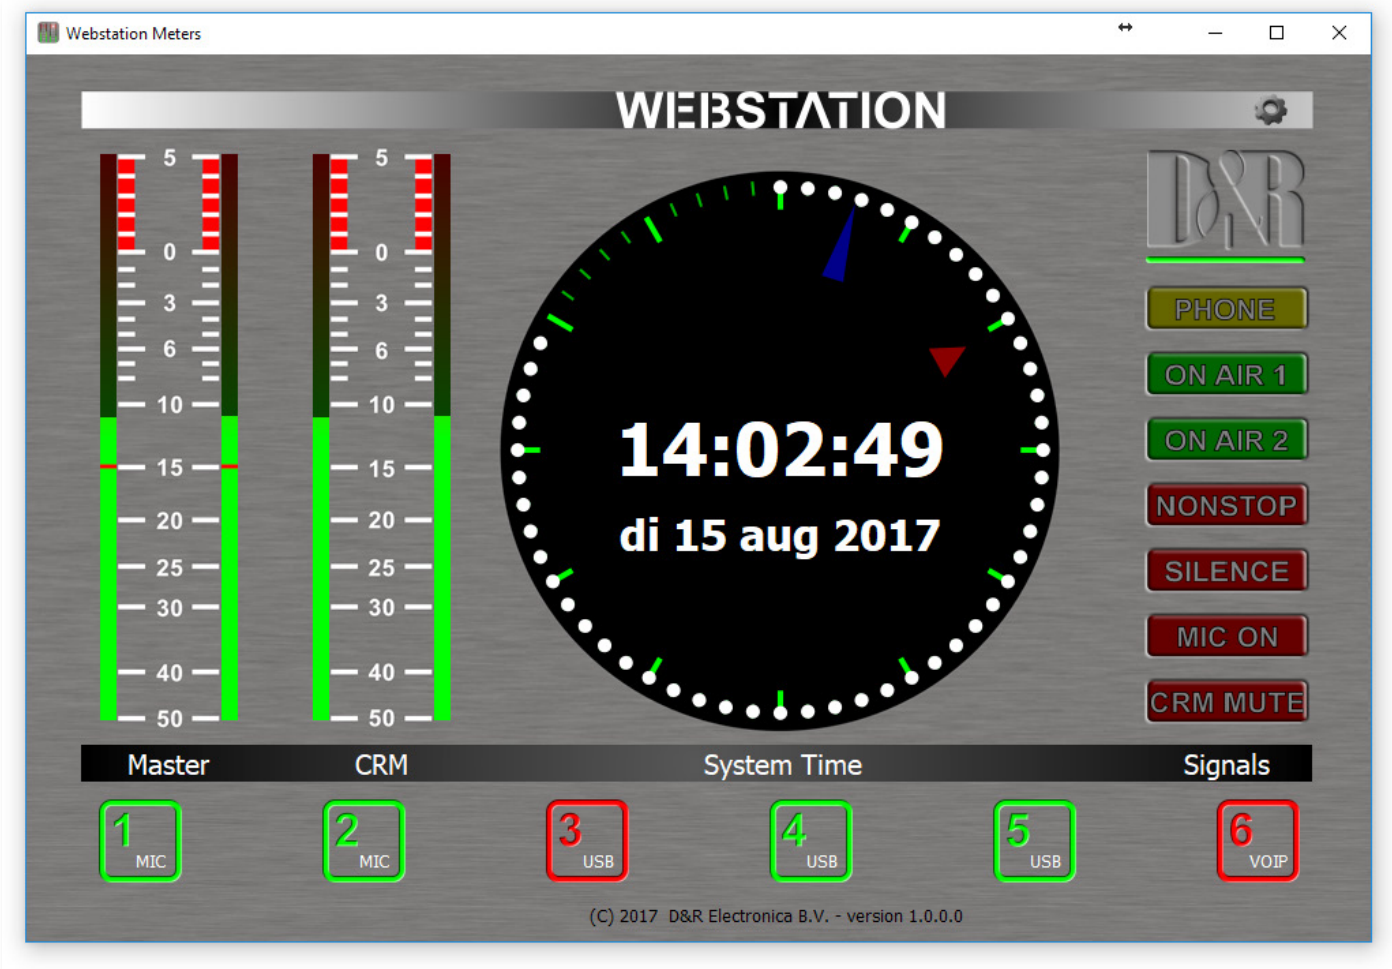 Webstation Meters
WEBSTATION
D&R
5 5
0 0
3 3
6 6
10 10
15 15
20 20
25 25
30 30
40 40
50 50
14:02:49
di 15 aug 2017
PHONE
ON AIR 1
ON AIR 2
NONSTOP
SILENCE
MIC ON
CRM MUTE
Master CRM System Time Signals
1 MIC
2 MIC
3 USB
4 USB
5 USB
6 VOIP
(C) 2017 D&R Electronica B.V. - version 1.0.0.0